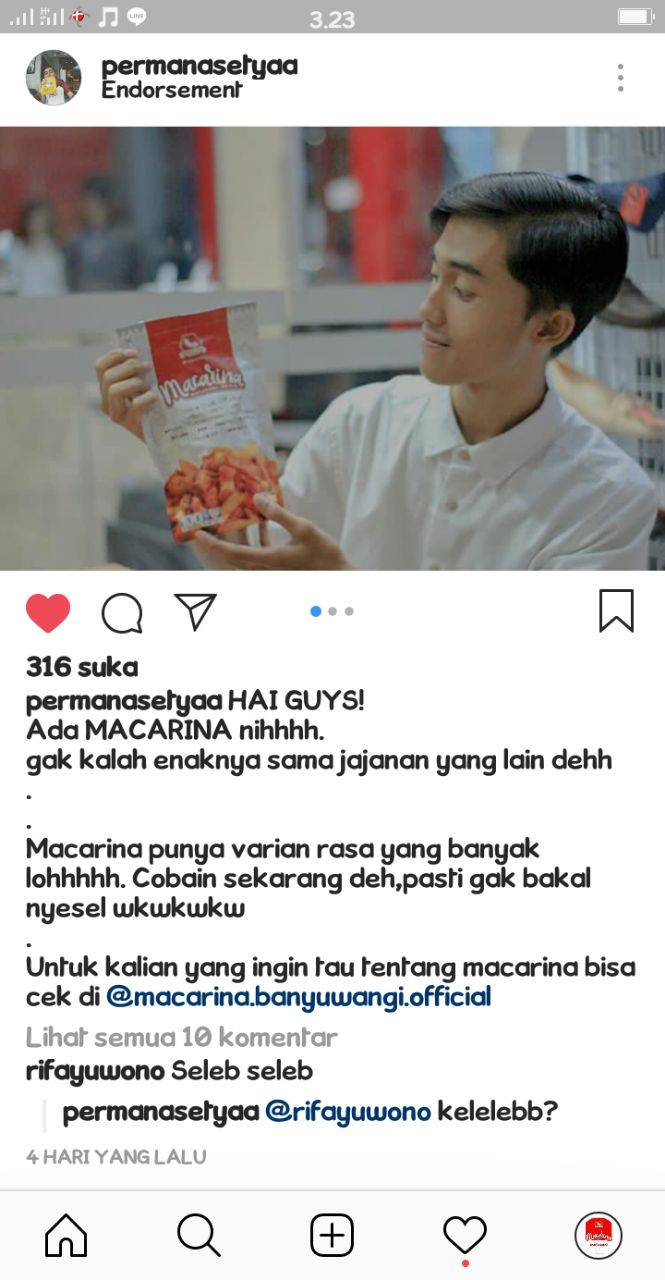 3.23
permanasetyaa
Endorsement
Macarina
316 suka
permanasetyaa HAI GUYS!
Ada MACARINA nihhhh.
gak kalah enaknya sama jajanan yang lain dehh
.
.
Macarina punya varian rasa yang banyak
lohhhhh. Cobain sekarang deh,pasti gak bakal
nyesel wkwkwkw
.
Untuk kalian yang ingin tau tentang macarina bisa
cek di @macarina.banyuwangi.official
Lihat semua 10 komentar
rifayuwono Seleb seleb
permanasetyaa @rifayuwono kelelebb?
4 HARI YANG LALU
Macarina